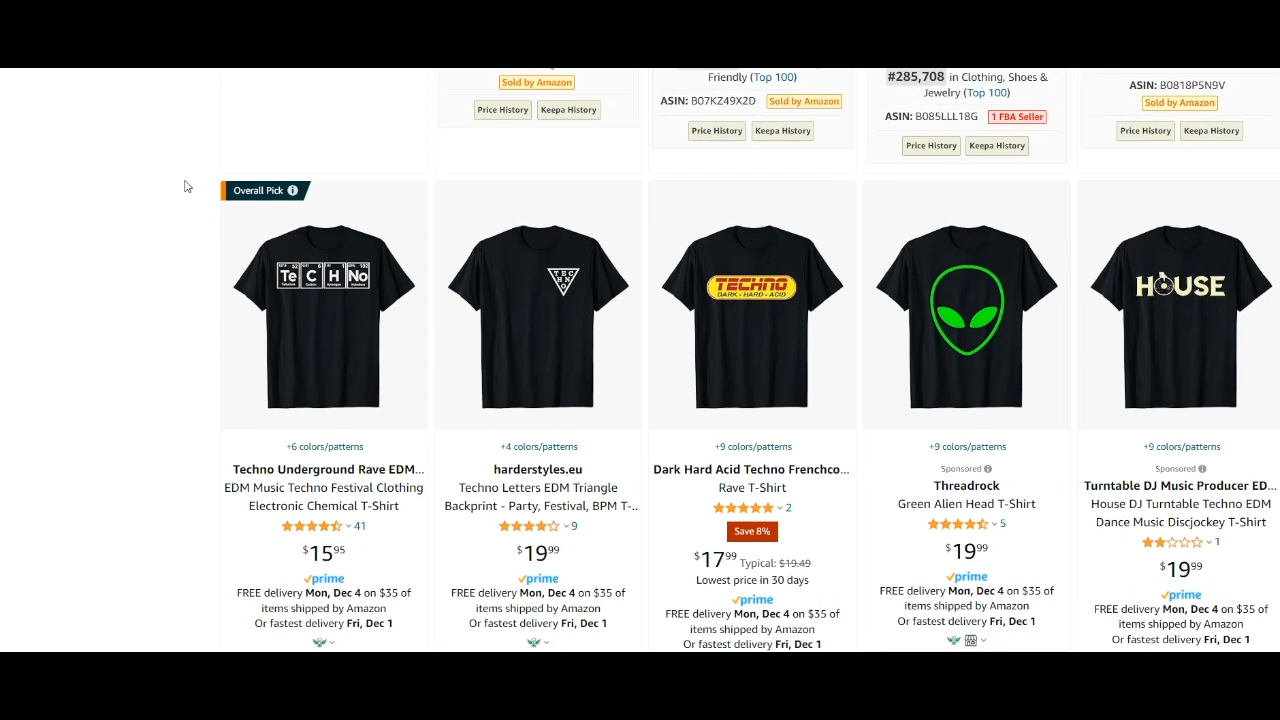 Sold by Amazon
Price History Keepa History
Friendly (Top 100)
ASIN: B07KZ49X2D Sold by Amazon
Price History Keepa History
#285,708 in Clothing, Shoes &
Jewelry (Top 100)
ASIN: B085LLL18G 1 FBA Seller
Price History Keepa History
ASIN: B0818P5N9V
Sold by Amazon
Price History Keepa History
Overall Pick
Te C H No
+6 colors/patterns
Techno Underground Rave EDM...
EDM Music Techno Festival Clothing
Electronic Chemical T-Shirt
41
$15.95
prime
FREE delivery Mon, Dec 4 on $35 of
items shipped by Amazon
Or fastest delivery Fri, Dec 1
TEC
HN
O
+4 colors/patterns
harderstyles.eu
Techno Letters EDM Triangle
Backprint - Party, Festival, BPM T-..
9
$19.99
prime
FREE delivery Mon, Dec 4 on $35 of
items shipped by Amazon
Or fastest delivery Fri, Dec 1
TECHNO
DARK - HARD - ACID
+9 colors/patterns
Dark Hard Acid Techno Frenchco...
Rave T-Shirt
2
Save 8%
$17.99 Typical: $19.49
Lowest price in 30 days
prime
FREE delivery Mon, Dec 4 on $35 of
items shipped by Amazon
Or fastest delivery Fri, Dec 1
+9 colors/patterns
Sponsored
Threadrock
Green Alien Head T-Shirt
5
$19.99
prime
FREE delivery Mon, Dec 4 on $35 of
items shipped by Amazon
Or fastest delivery Fri, Dec 1
HOUSE
+9 colors/patterns
Sponsored
Turntable DJ Music Producer ED...
House DJ Turntable Techno EDM
Dance Music Discjockey T-Shirt
1
$19.99
prime
FREE delivery Mon, Dec 4 on $35 of
items shipped by Amazon
Or fastest delivery Fri, Dec 1